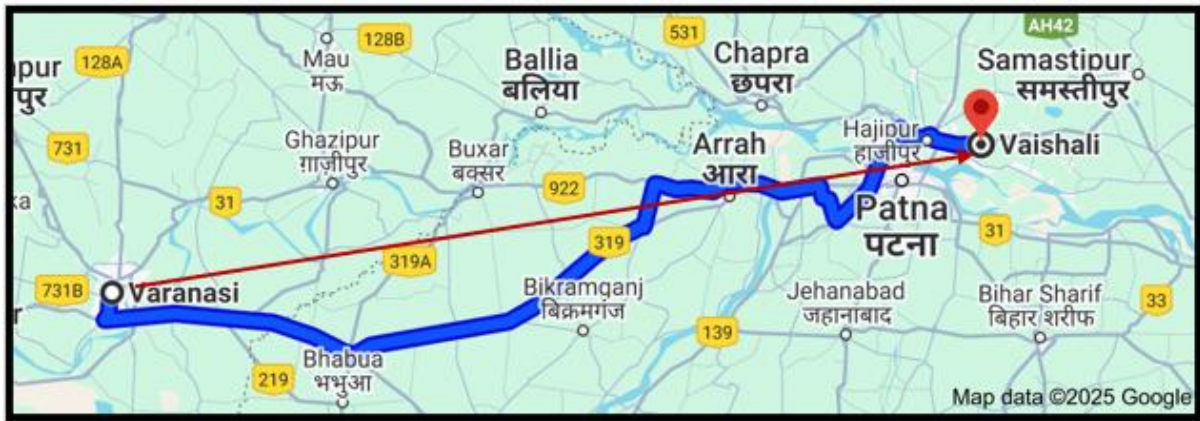 AH42
531
128B
128A
Mau
मऊ
Ballia
बलिया
Chapra
छपरा
Samastipur
समस्तीपुर
पुर
731
Ghazipur
ग़ाज़ीपुर
Buxar
बक्सर
Arrah
आरा
Hajipur
हाजीपुर
Vaishali
922
31
Patna
पटना
31
319
319A
731B
Varanasi
Bikramganj
बिक्रमगंज
Jehanabad
जहानाबाद
Bihar Sharif
बिहार शरीफ
33
139
Bhabua
भभुआ
219
Map data ©2025 Google